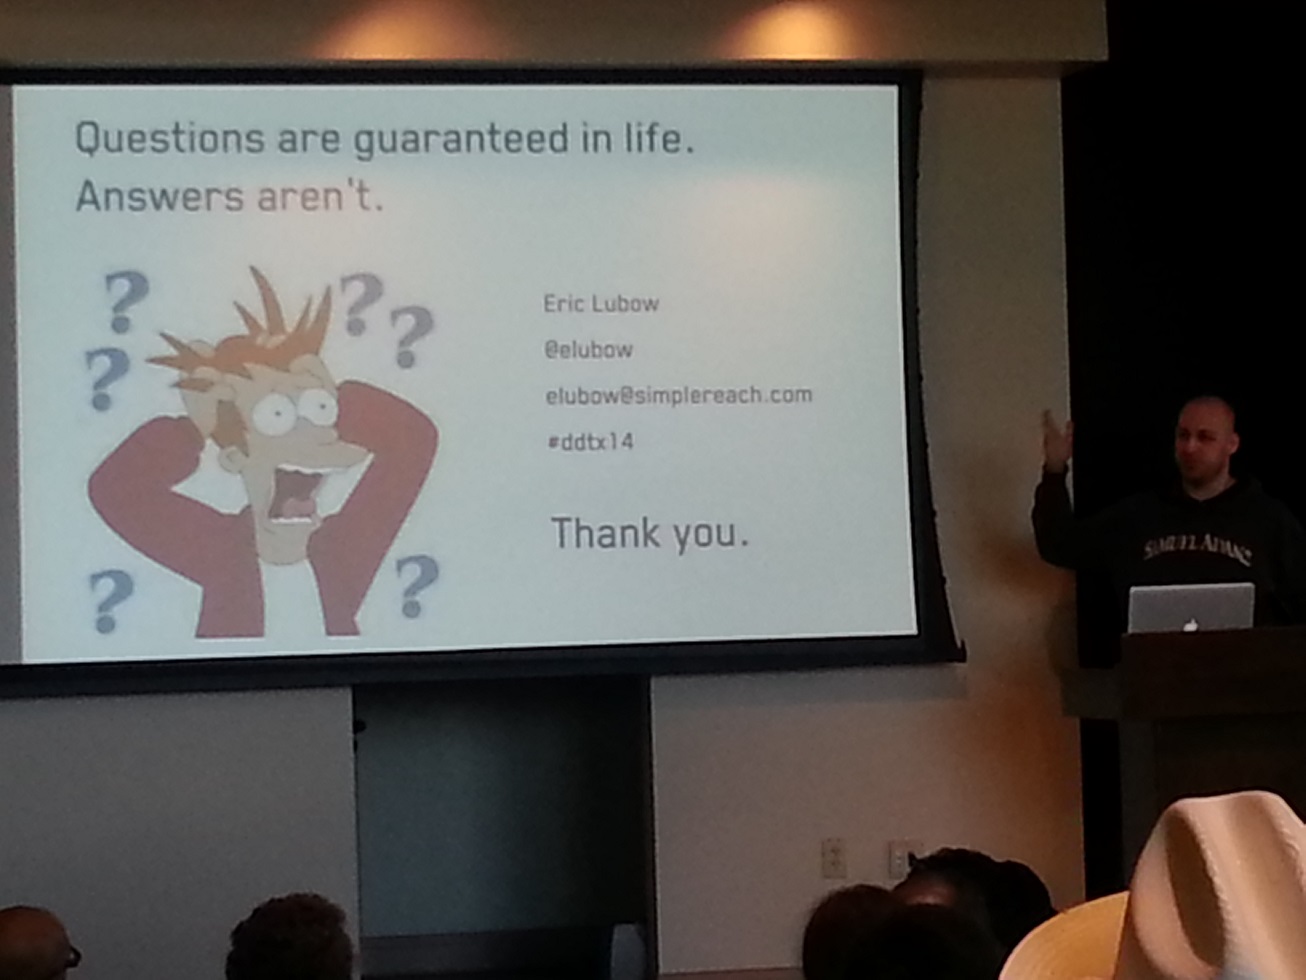 Questions are guaranteed in life.
Answers aren't.
? ? ? ? ? ?
Eric Lubow
@elubow
elubow@simplereach.com
#ddtx14
Thank you.
SAMUEL ADAMS